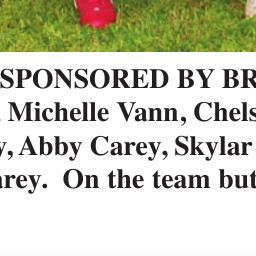 SPONSORED BY BR
Michelle Vann, Chels
y, Abby Carey, Skylar
arey. On the team but